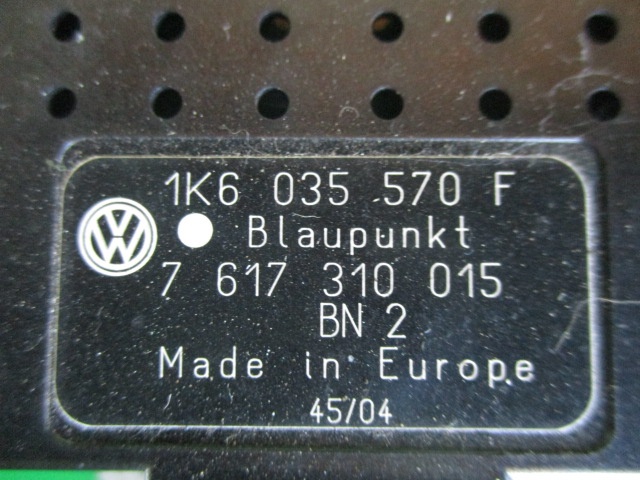 1K6 035 570 F
Blaupunkt
7 617 310 015
BN 2
Made in Europe
45/04